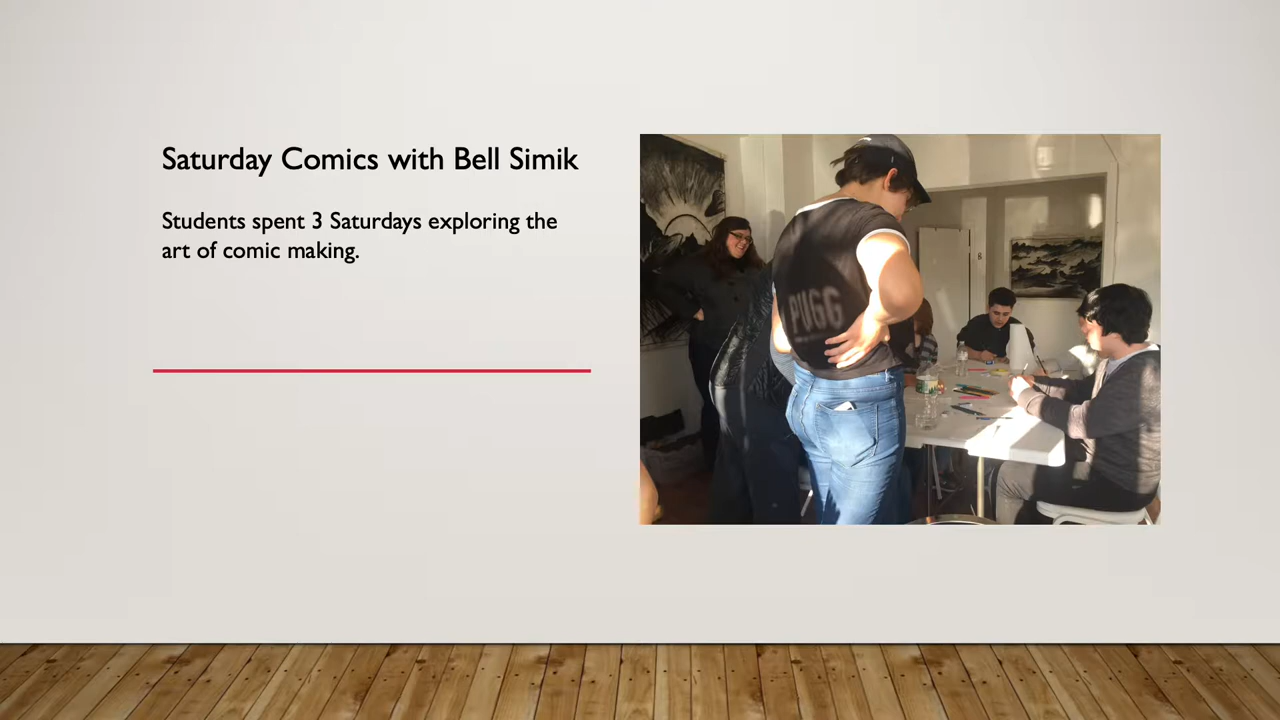 Saturday Comics with Bell Simik
Students spent 3 Saturdays exploring the
art of comic making.
PUGG